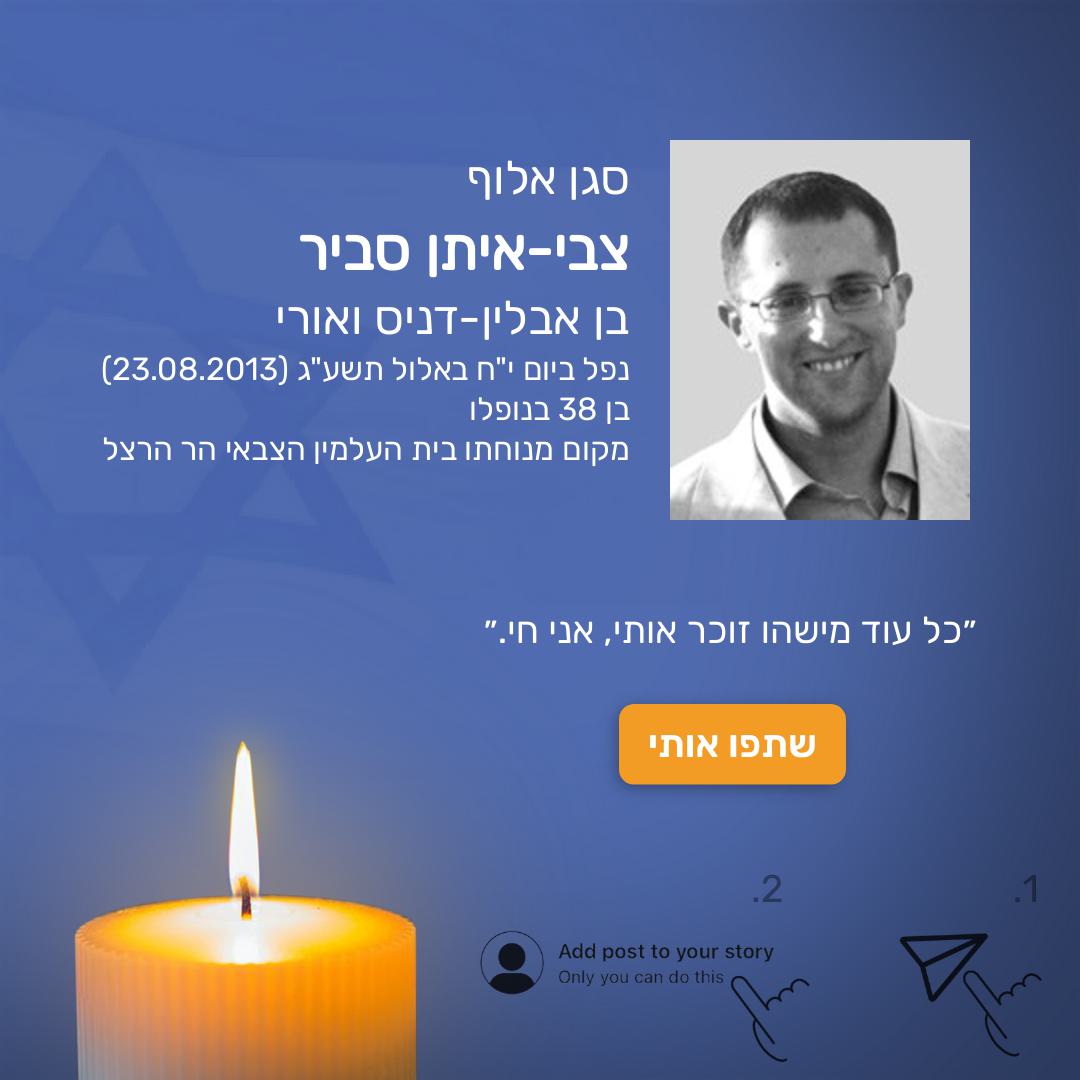 סגן אלוף
צבי-איתן סביר
בן אבלין-דניס ואורי
נפל ביום י"ח באלול תשע"ג (23.08.2013)
בן 38 בנופלו
מקום מנוחתו בית העלמין הצבאי הר הרצל
״כל עוד מישהו זוכר אותי, אני חי.״
שתפו אותי
1.
2.
Add post to your story
Only you can do this